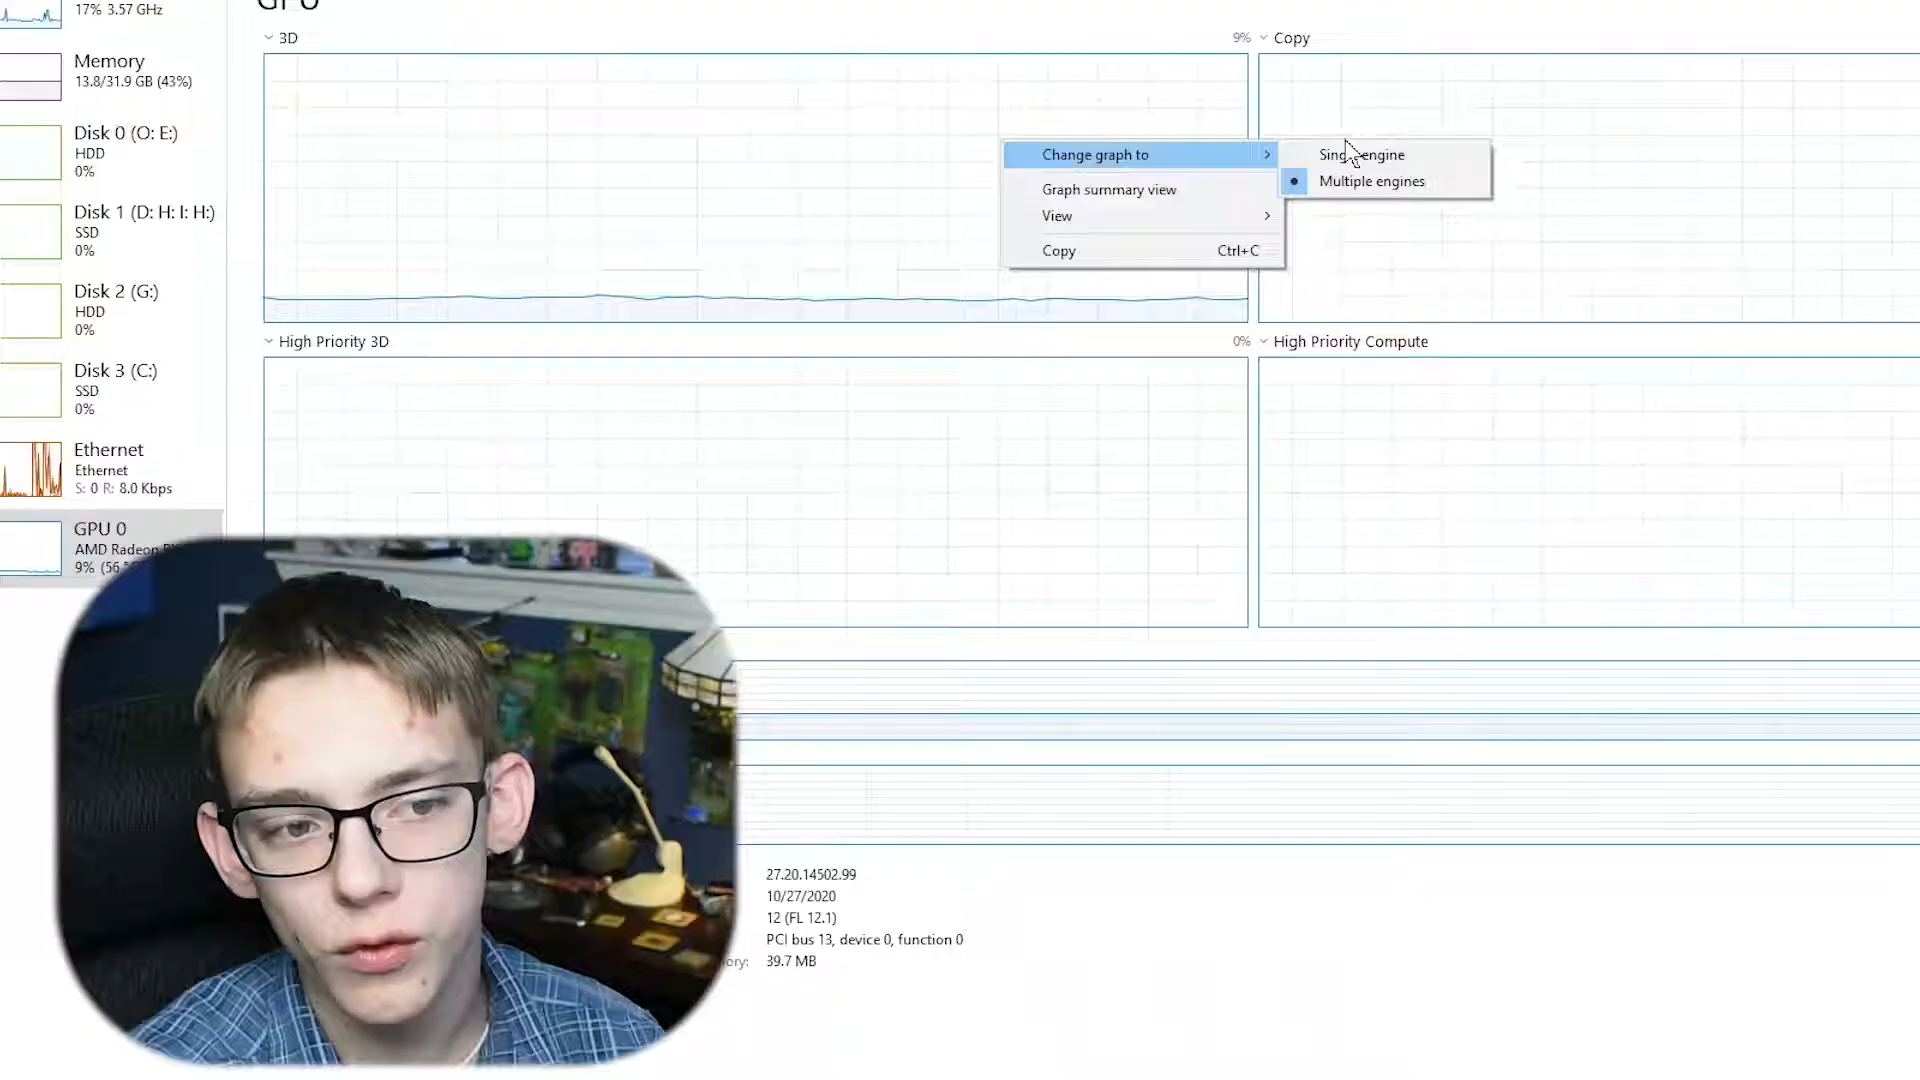 17% 3.57 GHz
Memory
13.8/31.9 GB (43%)
Disk 0 (O: E:)
HDD
0%
Disk 1 (D: H: I: H:)
SSD
0%
Disk 2 (G:)
HDD
0%
Disk 3 (C:)
SSD
0%
Ethernet
Ethernet
S: 0 R: 8.0 Kbps
GPU 0
AMD Radeon
9% (56
GPU
3D
9%
Copy
Change graph to
Graph summary view
View
Copy Ctrl+C
engine
Multiple engines
High Priority 3D
0%
High Priority Compute
27.20.14502.99
10/27/2020
12 (FL 12.1)
PCI bus 13, device 0, function 0
39.7 MB